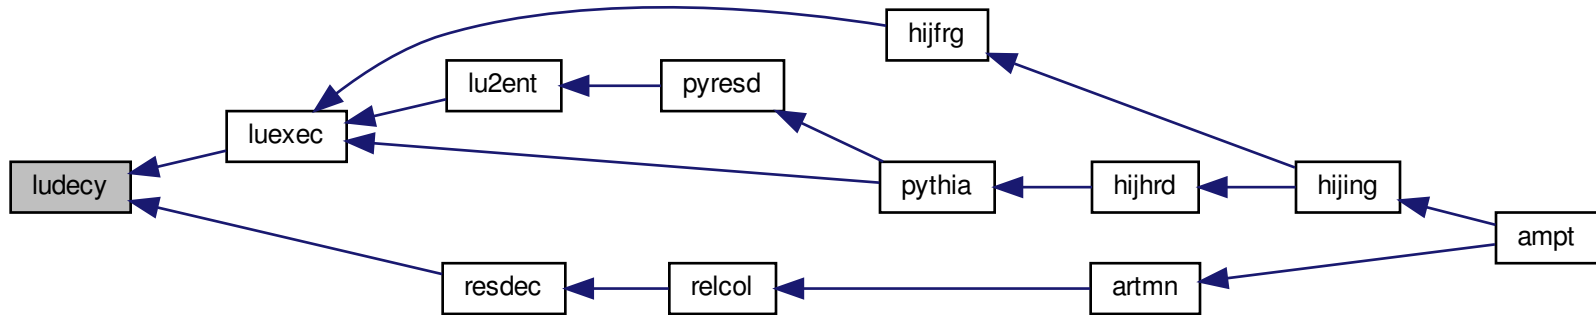 hijfrg
lu2ent
pyresd
luexec
ludecy
pythia
hijhrd
hijing
ampt
resdec
relcol
artmn